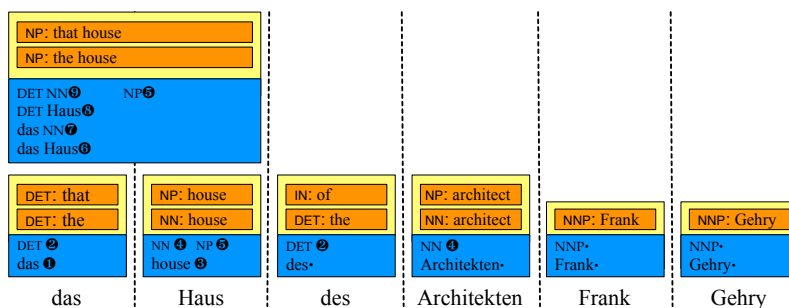 NP: that house
NP: the house
DET NN❾ NP❺
DET Haus❽
das NN❼
das Haus❻
DET: that
DET: the
DET ❷
das ❶
NP: house
NN: house
NN ❹ NP ❺
house ❸
IN: of
DET: the
DET ❷
des•
NP: architect
NN: architect
NN ❹
Architekten•
NNP: Frank
NNP•
Frank•
NNP: Gehry
NNP•
Gehry•
das Haus des Architekten Frank Gehry